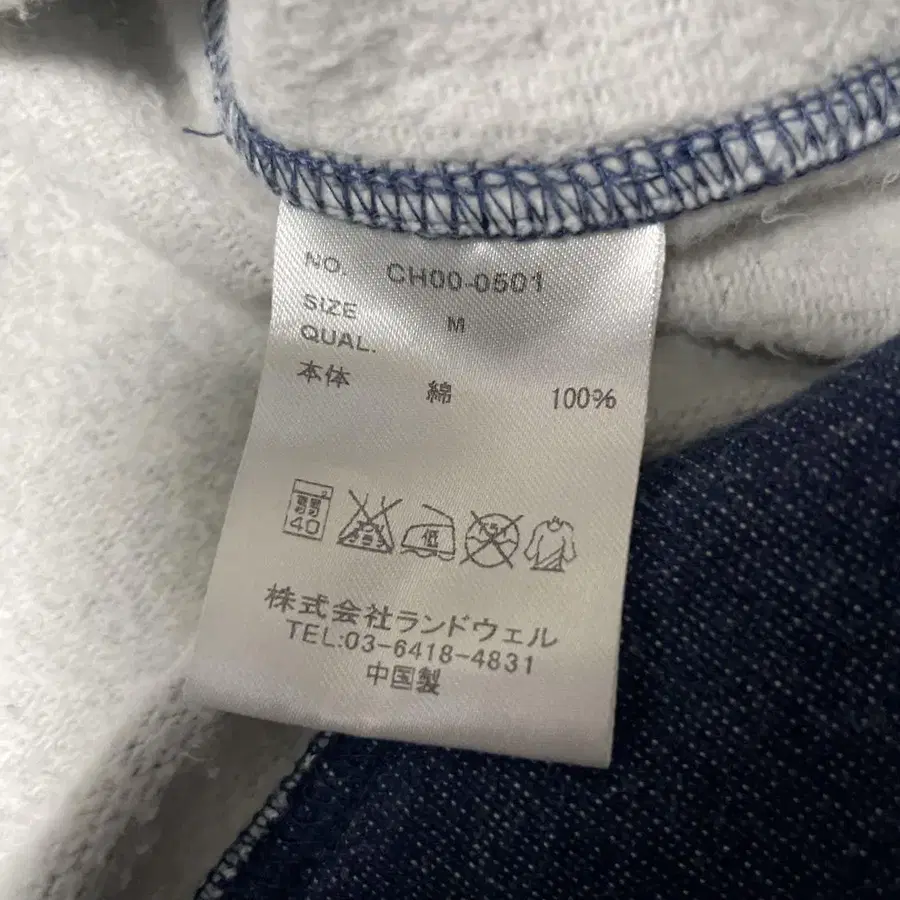 NO. CH00-0501
SIZE M
QUAL.
本体 綿 100%
40 低
株式会社ランドウェル
TEL:03-6418-4831
中国製